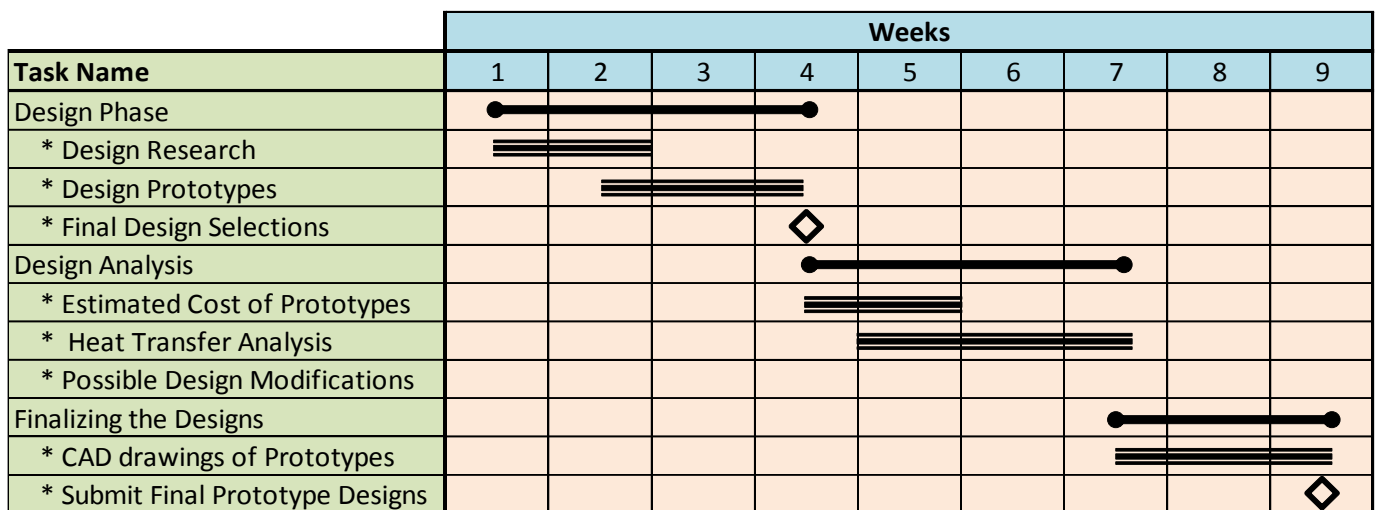 Weeks
Task Name 1 2 3 4 5 6 7 8 9
Design Phase
* Design Research
* Design Prototypes
* Final Design Selections
Design Analysis
* Estimated Cost of Prototypes
* Heat Transfer Analysis
* Possible Design Modifications
Finalizing the Designs
* CAD drawings of Prototypes
* Submit Final Prototype Designs